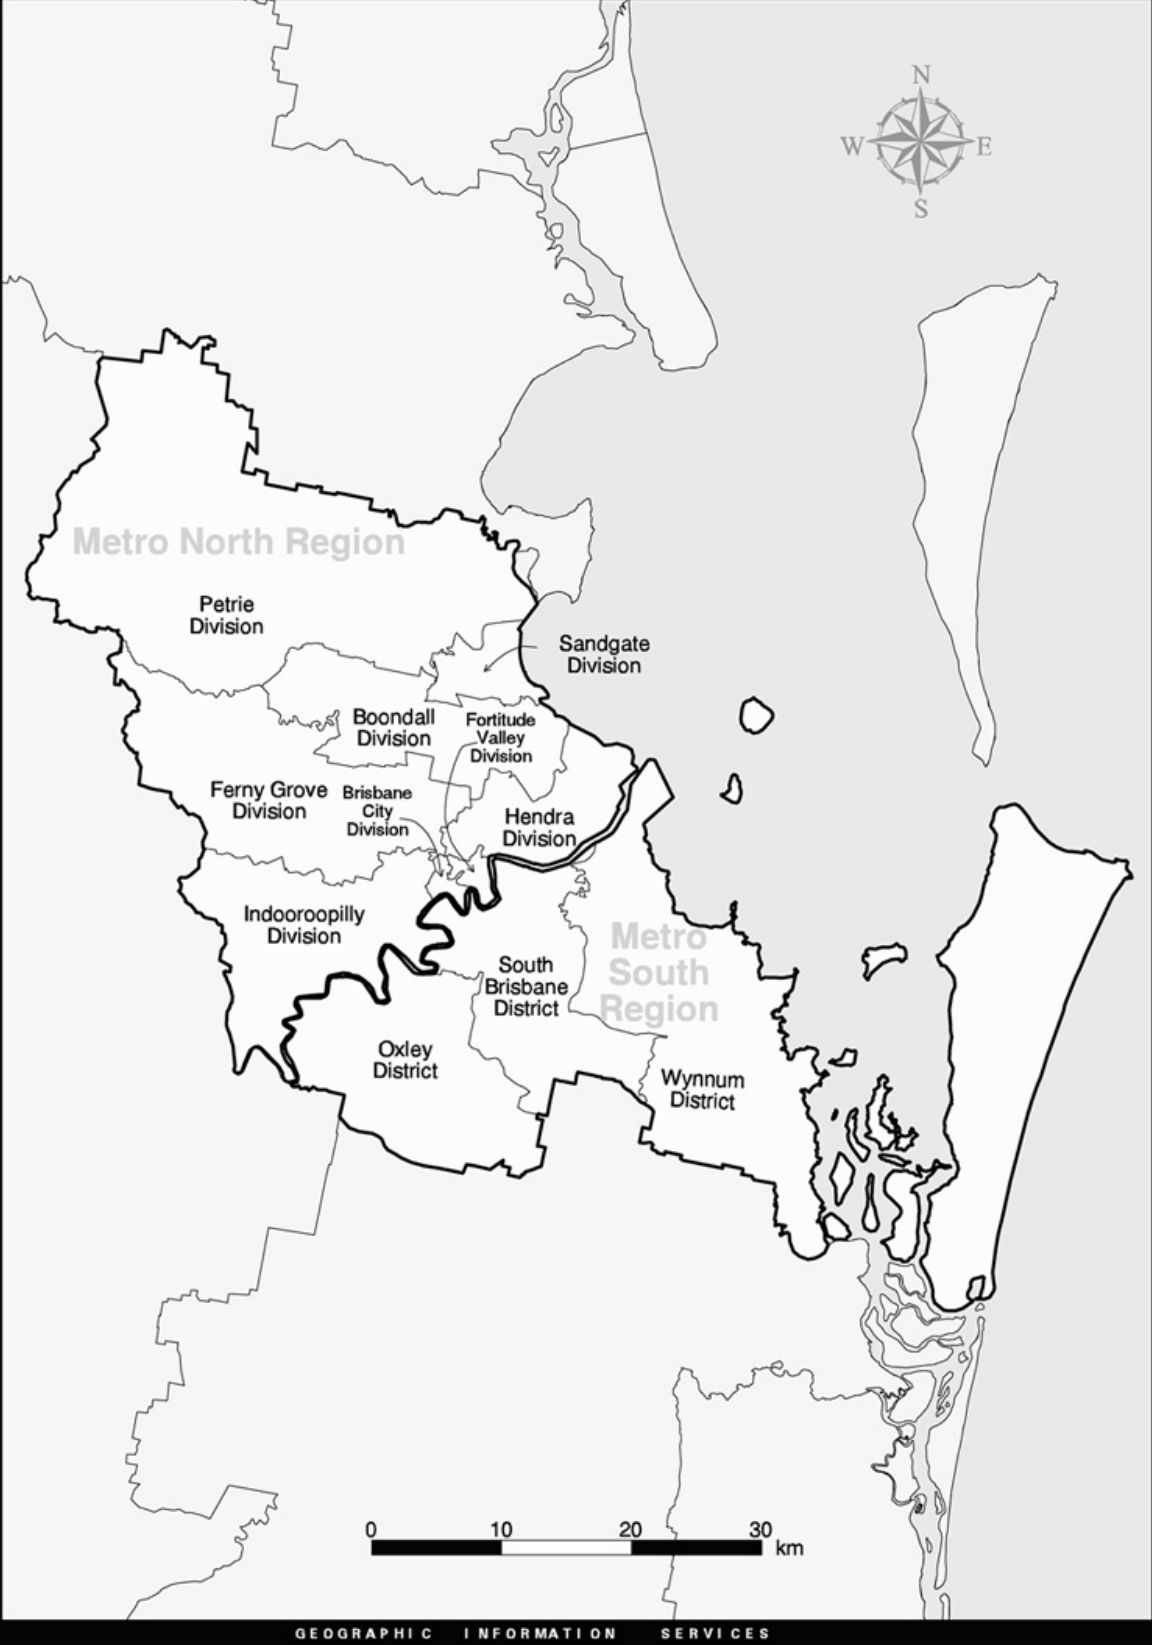 N
W E
S
Metro North Region
Petrie
Division
Sandgate
Division
Boondall
Division
Fortitude
Valley
Division
Ferny Grove
Division
Brisbane
City
Division
Hendra
Division
Indooroopilly
Division
Metro
South
Region
South
Brisbane
District
Oxley
District
Wynnum
District
0 10 20 30
km
GEOGRAPHIC INFORMATION SERVICES